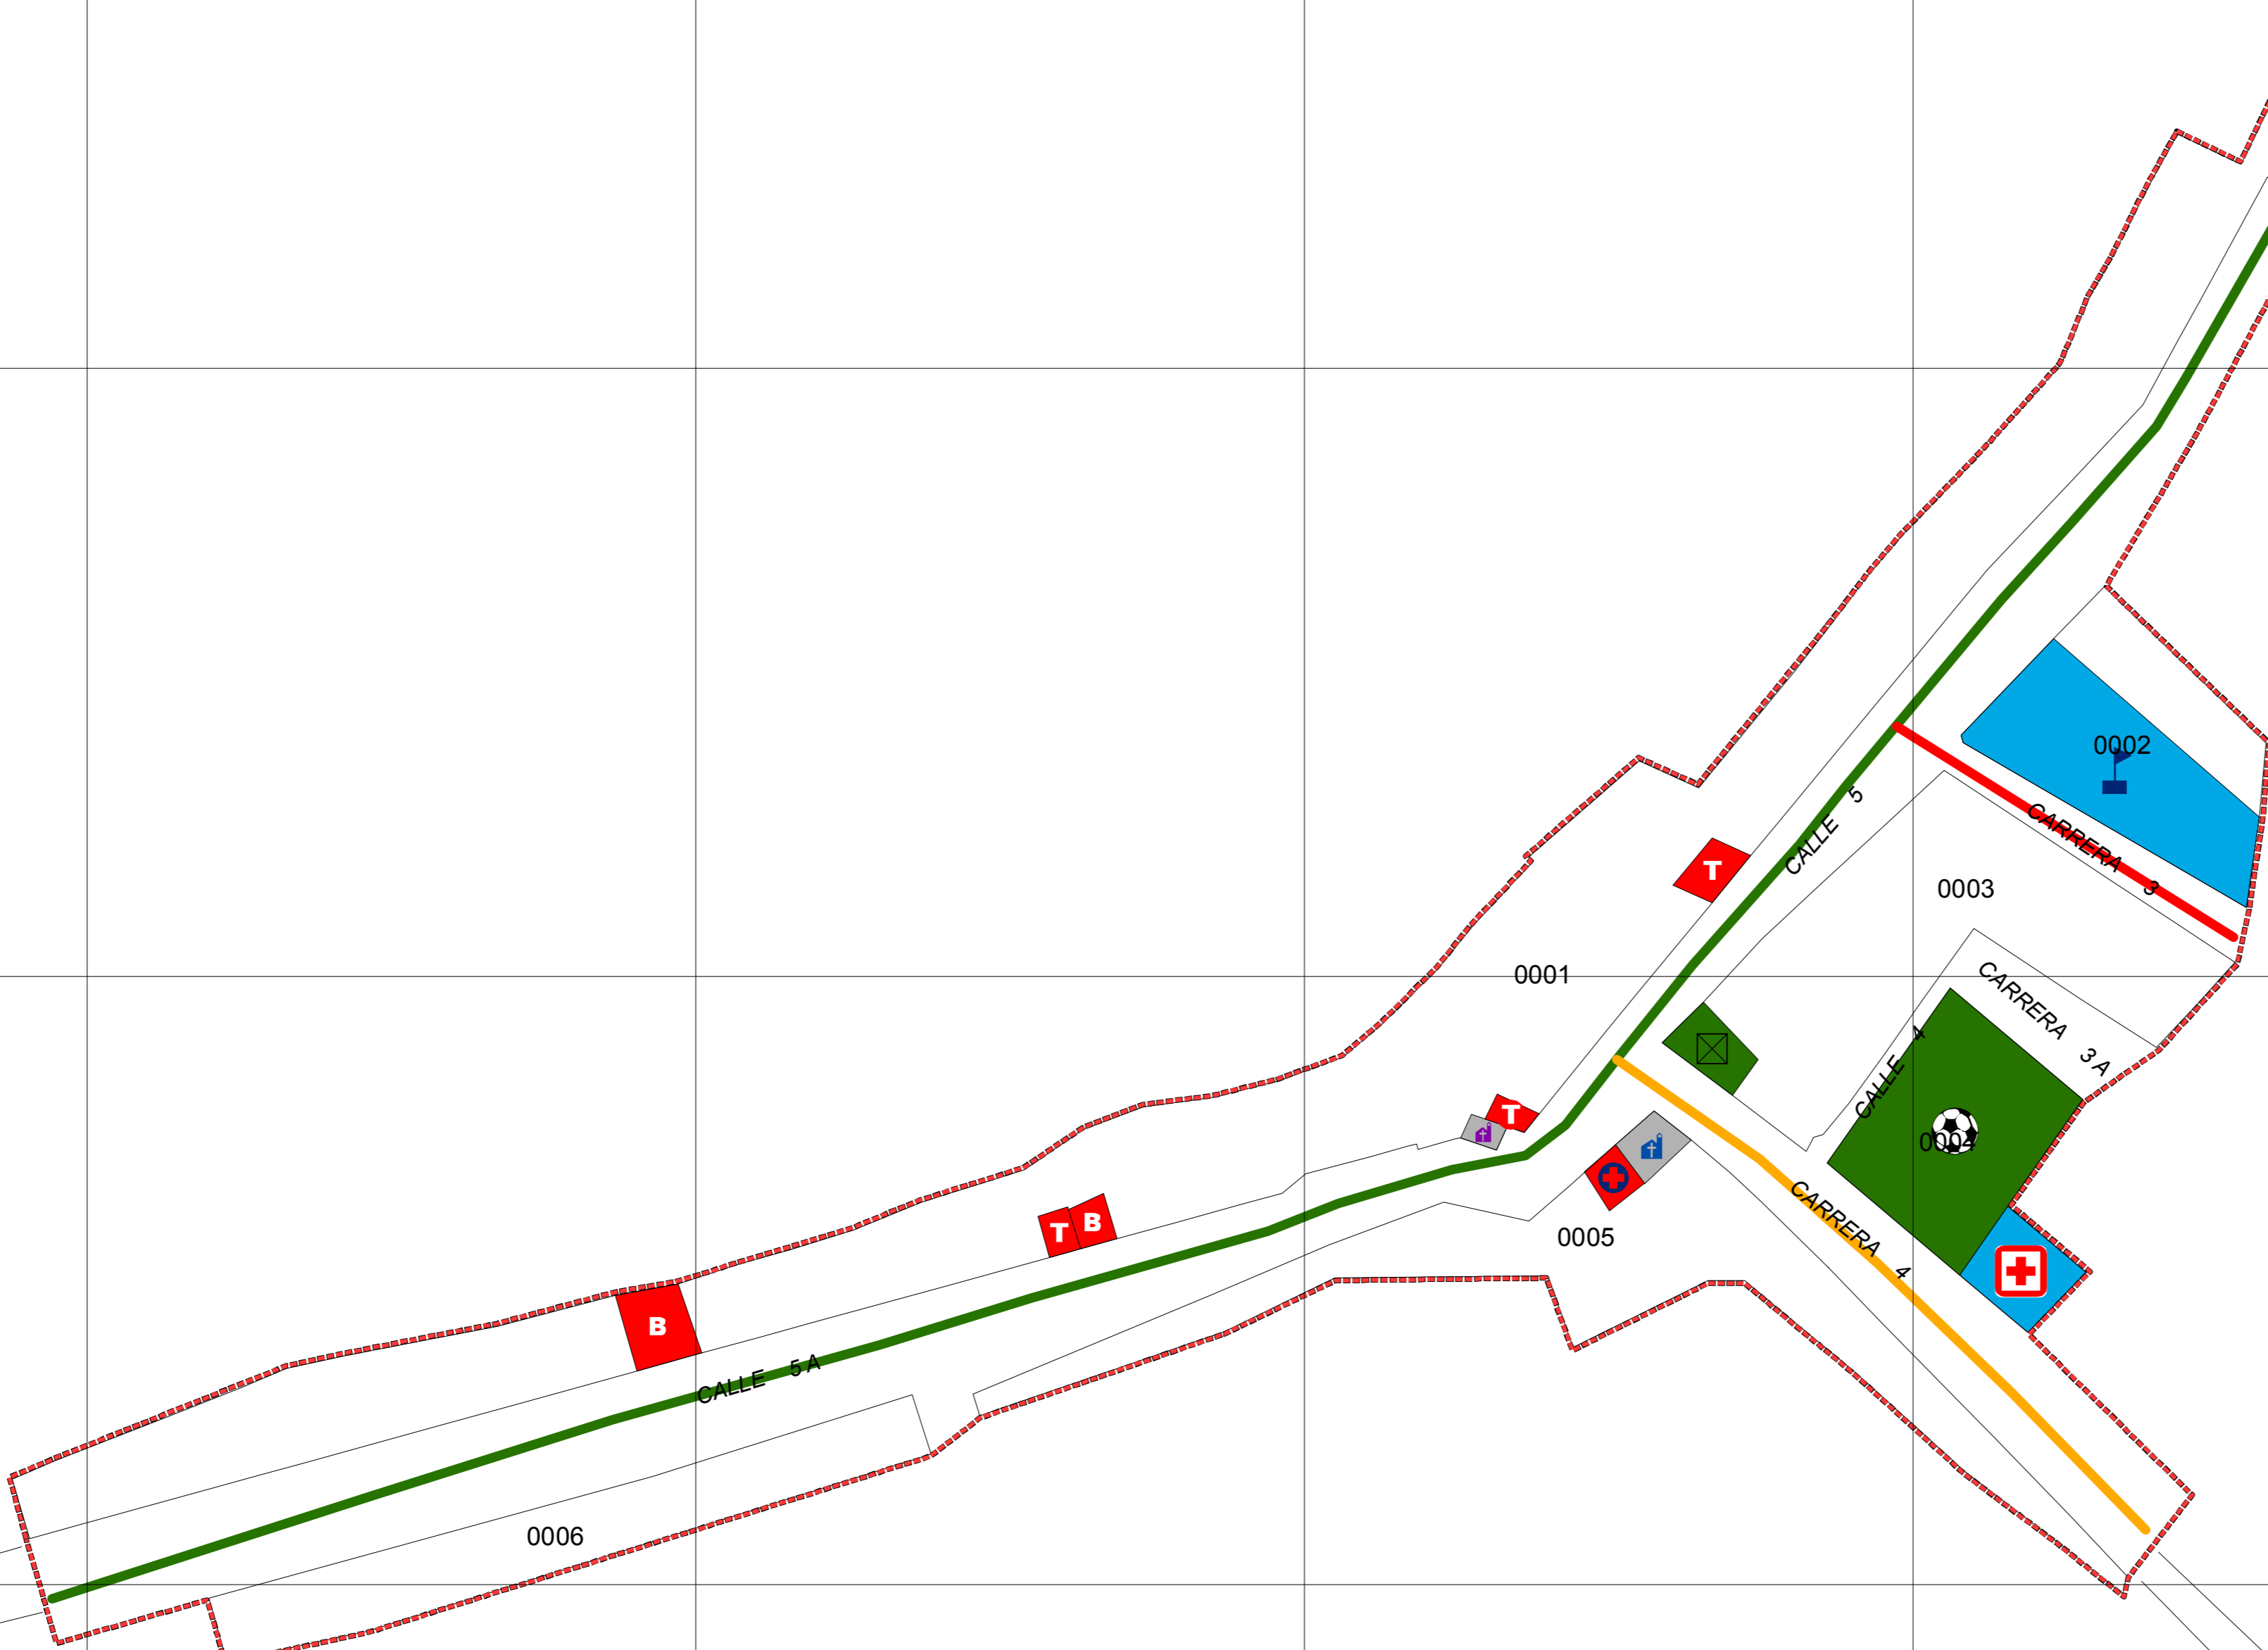 0002
CALLE 5
CARRERA 3
T
0003
0001
CARRERA 3 A
CALLE 4
T
0004
CARRERA 4
T B
0005
B
CALLE 5 A
0006